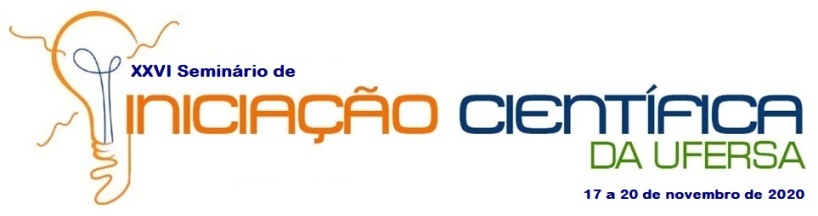 XXVI Seminário de
INICIAÇÃO CIENTÍFICA
DA UFERSA
17 a 20 de novembro de 2020